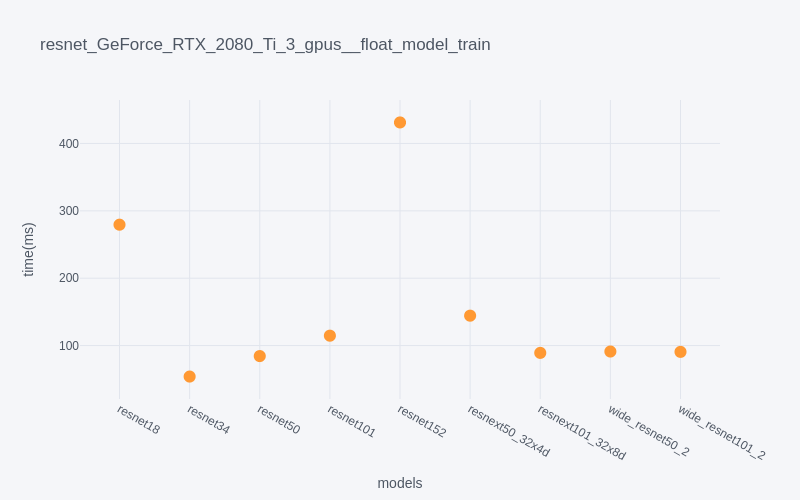 resnet_GeForce_RTX_2080_Ti_3_gpus__float_model_train
time(ms)
400
300
200
100
resnet18
resnet34
resnet50
resnet101
resnet152
resnext50_32x4d
resnext101_32x8d
wide_resnet50_2
wide_resnet101_2
models